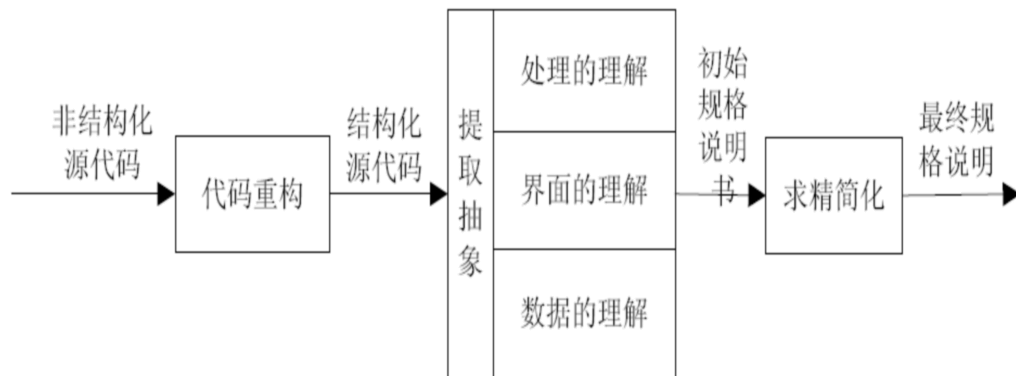 非结构化
源代码
代码重构
结构化
源代码
提
取
抽
象
处理的理解
界面的理解
数据的理解
初始
规格
说明
书
求精简化
最终规
格说明